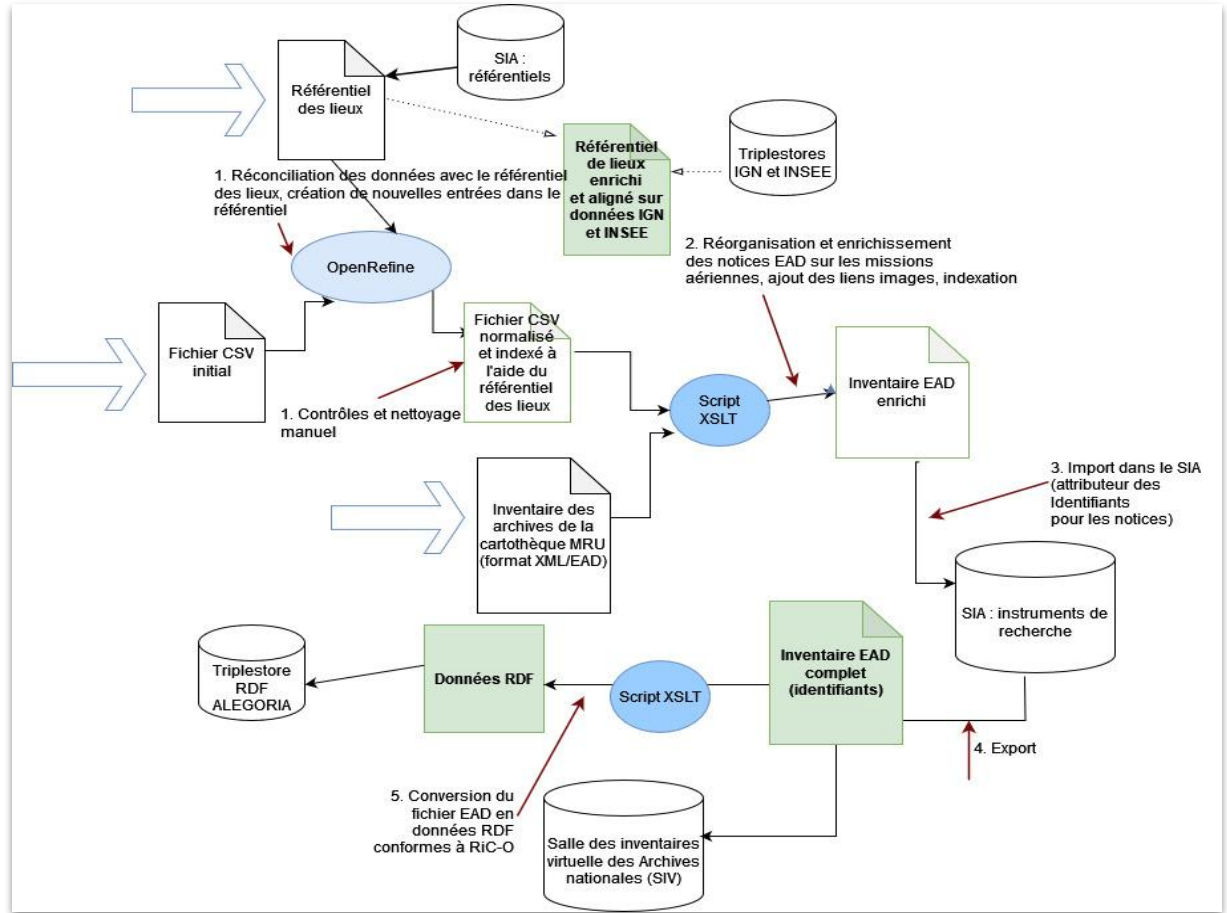 SIA :
référentiels
Référentiel
des lieux
Référentiel
de lieux
enrichi
et aligné sur
données IGN
et INSEE
Triplestores
IGN et INSEE
1. Réconciliation des données avec le référentiel
des lieux, création de nouvelles entrées dans le
référentiel
OpenRefine
2. Réorganisation et enrichissement
des notices EAD sur les missions
aériennes, ajout des liens images, indexation
Fichier CSV
initial
Fichier CSV
normalisé
et indexé à
l'aide du
référentiel
des lieux
1. Contrôles et nettoyage
manuel
Script
XSLT
Inventaire EAD
enrichi
3. Import dans le SIA
(attributeur des
Identifiants
pour les notices)
Inventaire des
archives de la
cartothèque MRU
(format XML/EAD)
SIA : instruments de
recherche
Triplestore
RDF
ALEGORIA
Données RDF
Script XSLT
Inventaire EAD
complet
(identifiants)
4. Export
5. Conversion du
fichier EAD en
données RDF
conformes à RiC-O
Salle des inventaires
virtuelle des Archives
nationales (SIV)